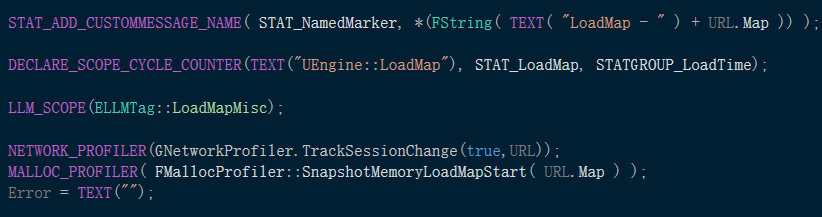 STAT_ADD_CUSTOMMESSAGE_NAME( STAT_NamedMarker, *(FString( TEXT( "LoadMap - " ) + URL.Map )) );
DECLARE_SCOPE_CYCLE_COUNTER(TEXT("UEngine::LoadMap"), STAT_LoadMap, STATGROUP_LoadTime);
LLM_SCOPE(ELLMTag::LoadMapMisc);
NETWORK_PROFILER(GNetworkProfiler.TrackSessionChange(true,URL));
MALLOC_PROFILER( FMallocProfiler::SnapshotMemoryLoadMapStart( URL.Map ) );
Error = TEXT("");